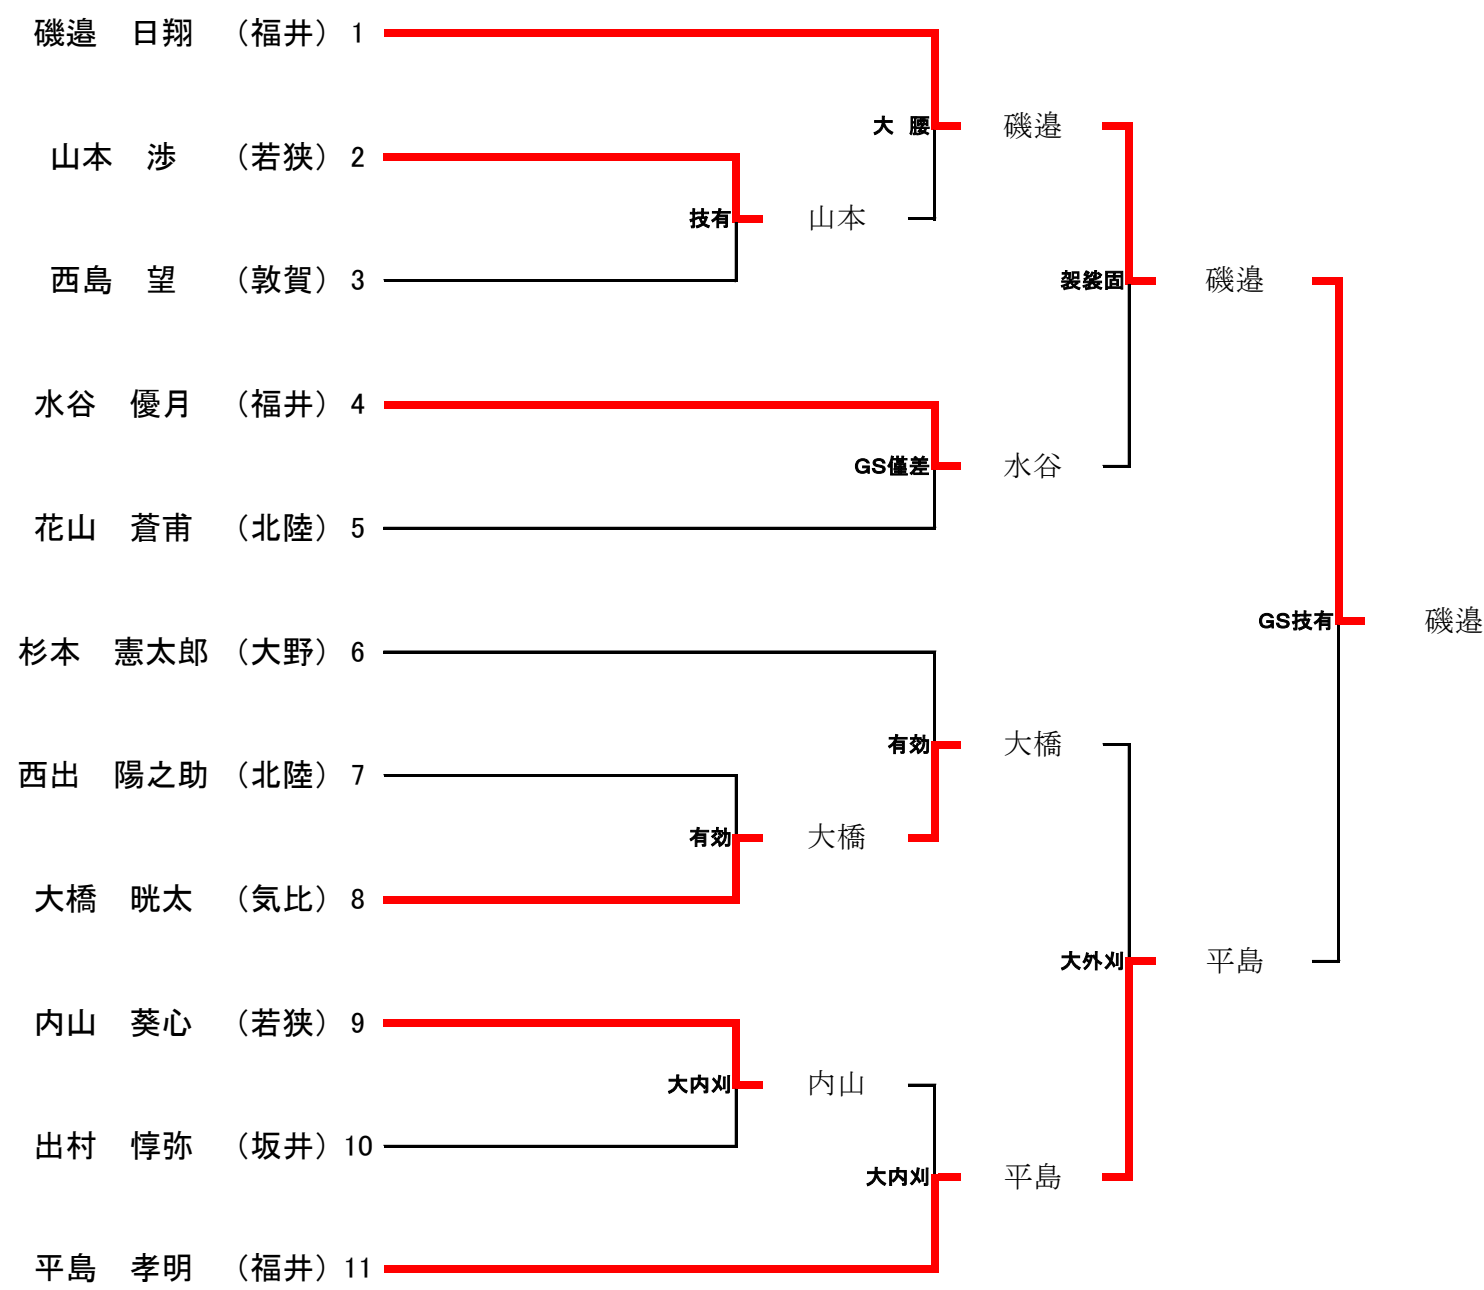 磯邉　日翔　（福井）　1
大　腰　磯邉
山本　渉　（若狭）　2
技有　山本
西島　望　（敦賀）　3
袈裟固　磯邉
水谷　優月　（福井）　4
GS僅差　水谷
花山　蒼甫　（北陸）　5
GS技有　磯邉
杉本　憲太郎　（大野）　6
有効　大橋
西出　陽之助　（北陸）　7
有効　大橋
大橋　晄太　（気比）　8
大外刈　平島
内山　葵心　（若狭）　9
大内刈　内山
出村　惇弥　（坂井）　10
大内刈　平島
平島　孝明　（福井）　11